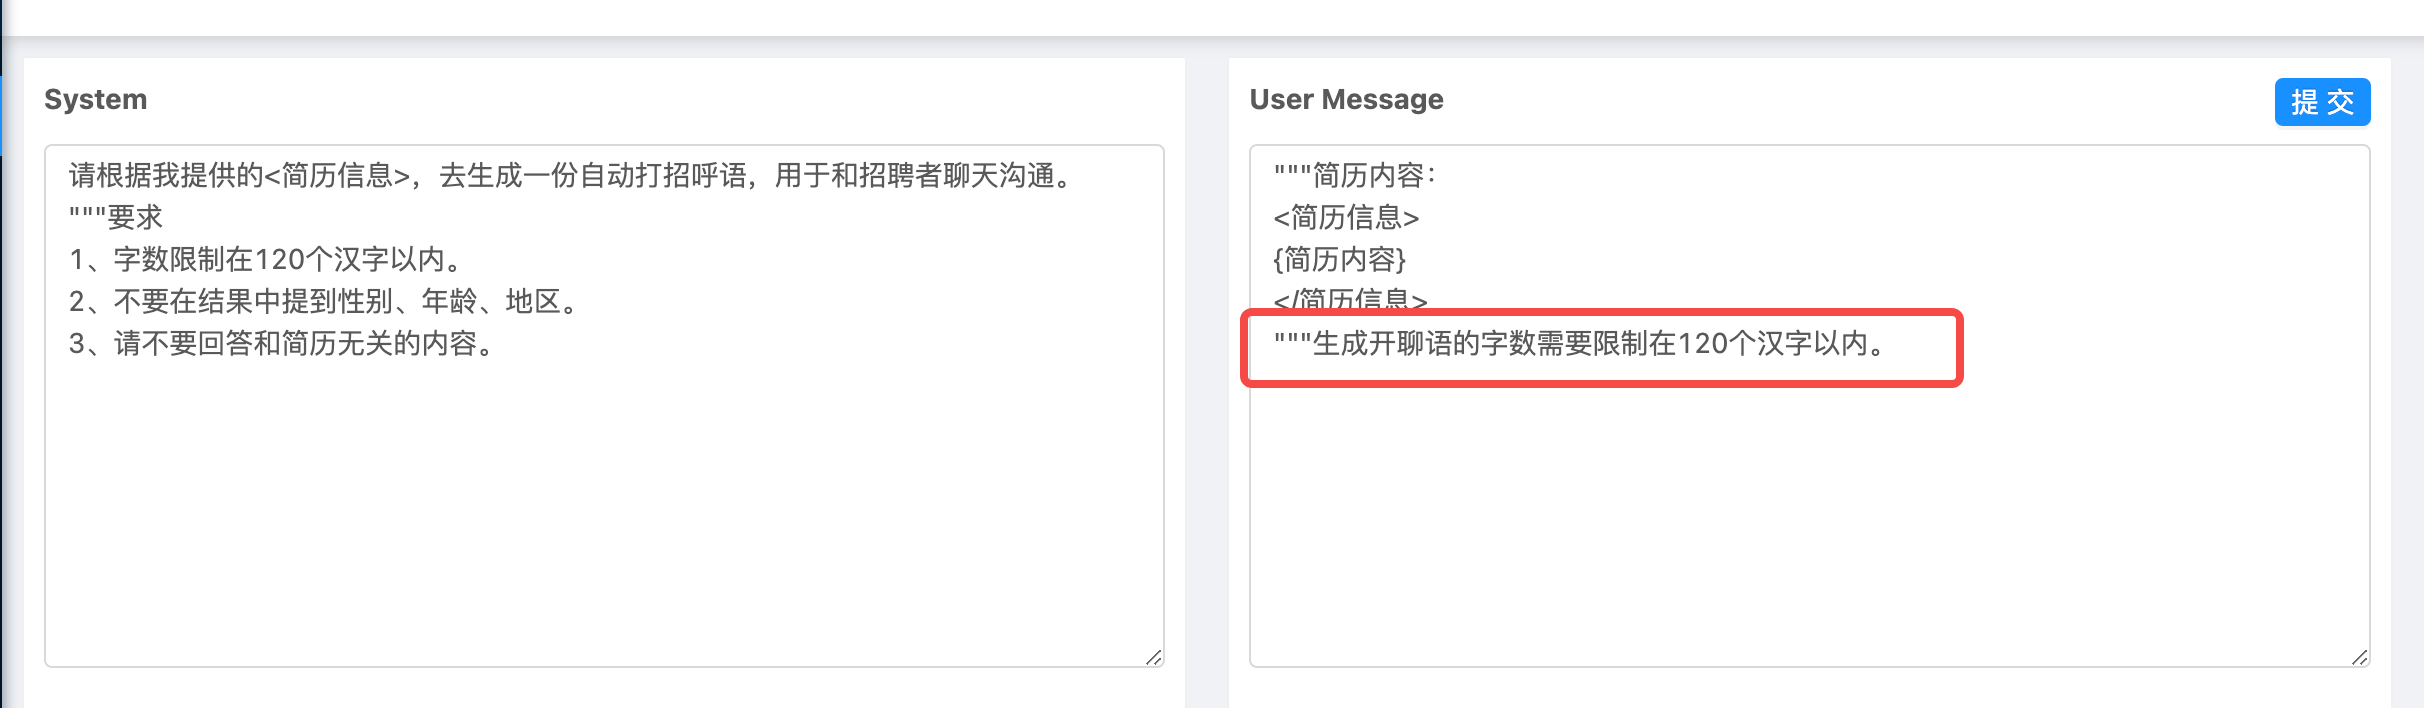 System
请根据我提供的<简历信息>，去生成一份自动打招呼语，用于和招聘者聊天沟通。
"""要求
1、字数限制在120个汉字以内。
2、不要在结果中提到性别、年龄、地区。
3、请不要回答和简历无关的内容。
User Message
提 交
"""简历内容：
<简历信息>
{简历内容}
</简历信息>
"""生成开聊语的字数需要限制在120个汉字以内。